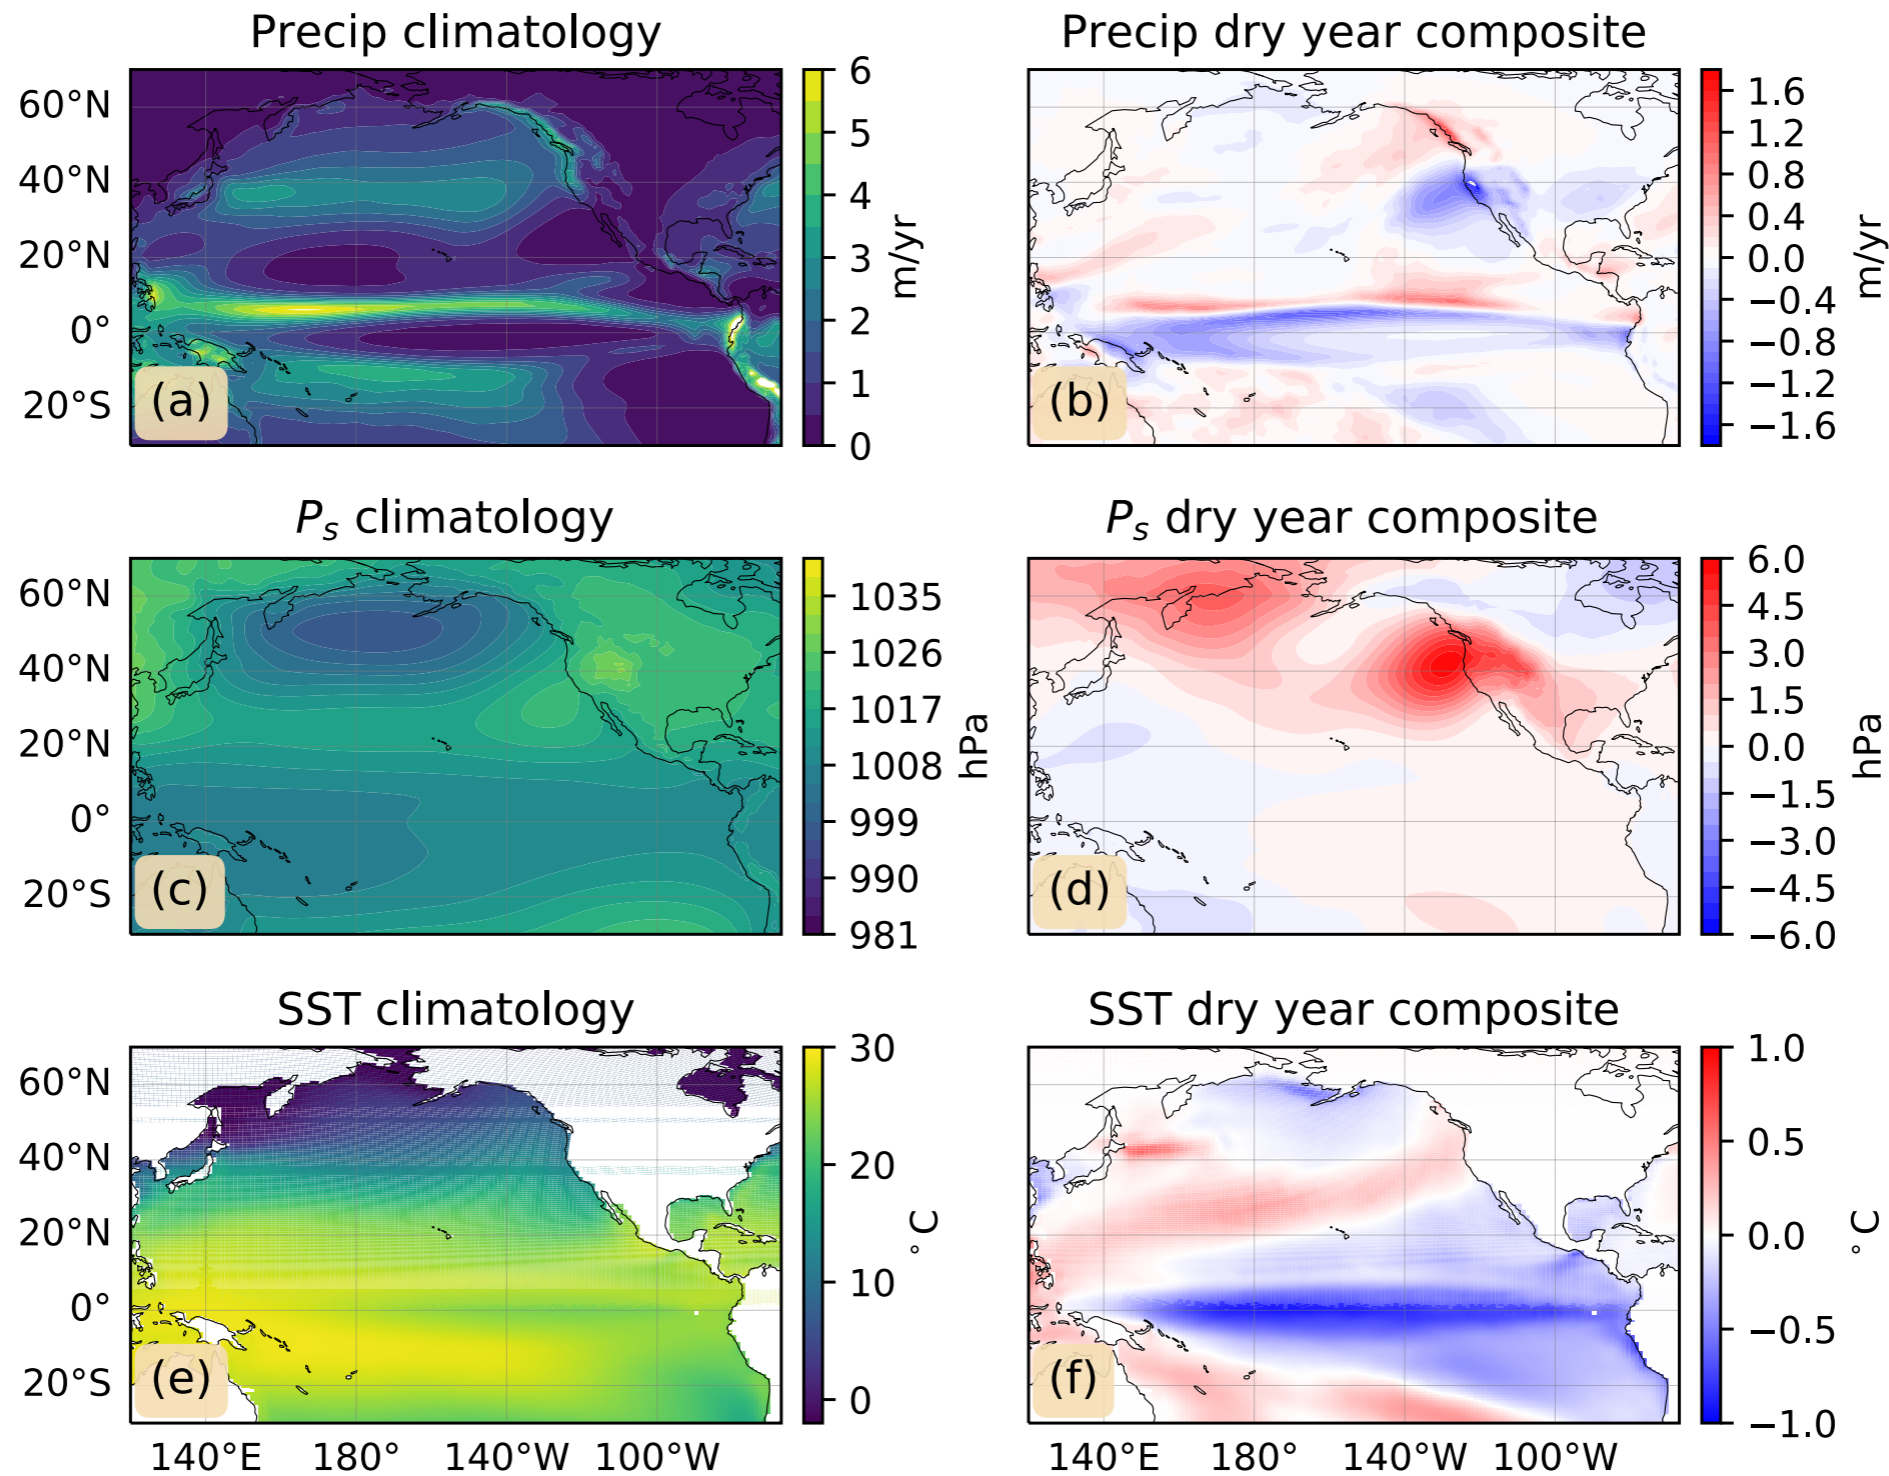 Precip climatology
60°N
40°N
20°N
0°
20°S
(a)
6
5
4
3
2
1
0
m/yr
Precip dry year composite
(b)
1.6
1.2
0.8
0.4
0.0
−0.4
−0.8
−1.2
−1.6
m/yr
Ps climatology
60°N
40°N
20°N
0°
20°S
(c)
1035
1026
1017
1008
999
990
981
hPa
Ps dry year composite
(d)
6.0
4.5
3.0
1.5
0.0
−1.5
−3.0
−4.5
−6.0
hPa
SST climatology
60°N
40°N
20°N
0°
20°S
(e)
140°E 180° 140°W 100°W
30
20
10
0
°C
SST dry year composite
(f)
140°E 180° 140°W 100°W
1.0
0.5
0.0
−0.5
−1.0
°C